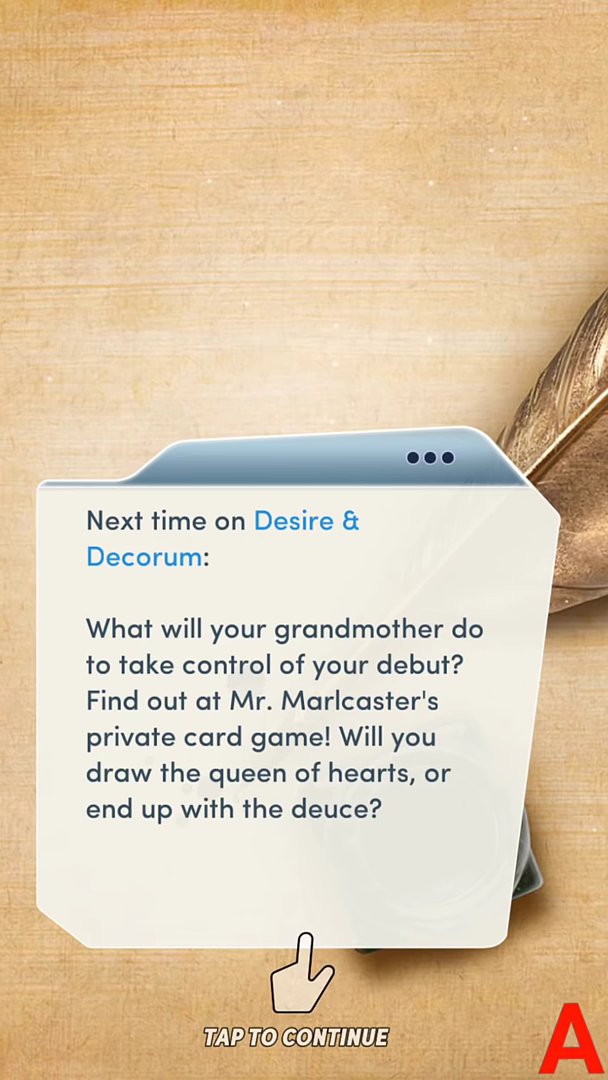 Next time on Desire &
Decorum:
What will your grandmother do
to take control of your debut?
Find out at Mr. Marlcaster's
private card game! Will you
draw the queen of hearts, or
end up with the deuce?
TAP TO CONTINUE
A